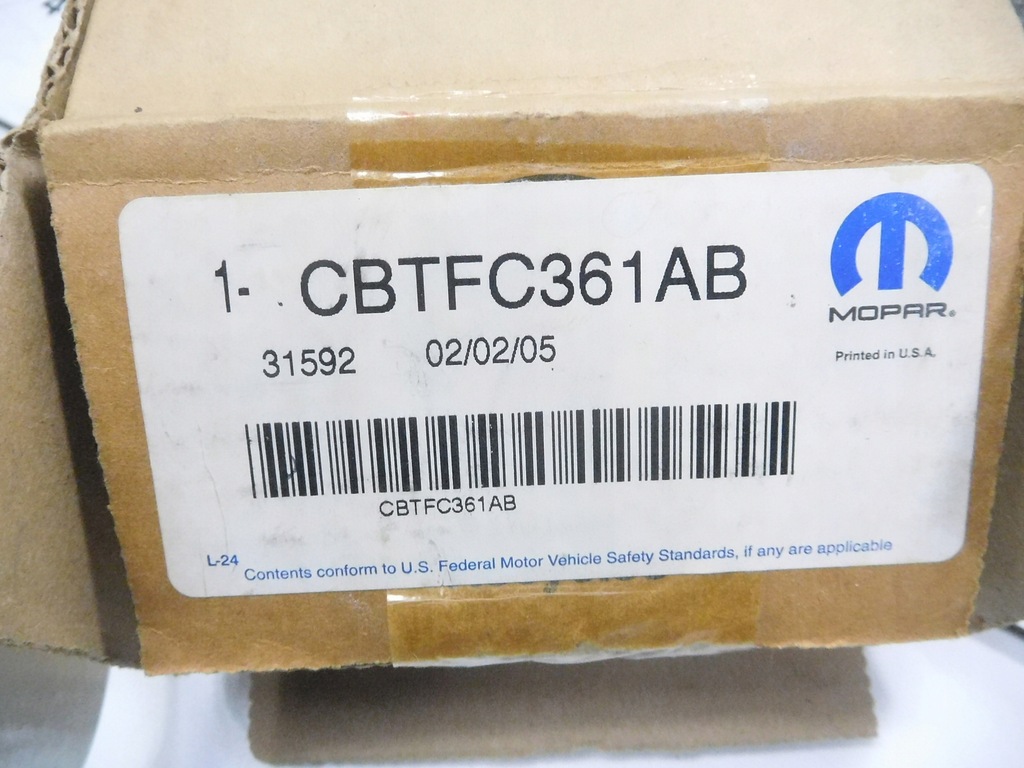 1- CBTFC361AB
31592 02/02/05
MOPAR®
Printed in U.S.A.
CBTFC361AB
L-24 Contents conform to U.S. Federal Motor Vehicle Safety Standards, if any are applicable